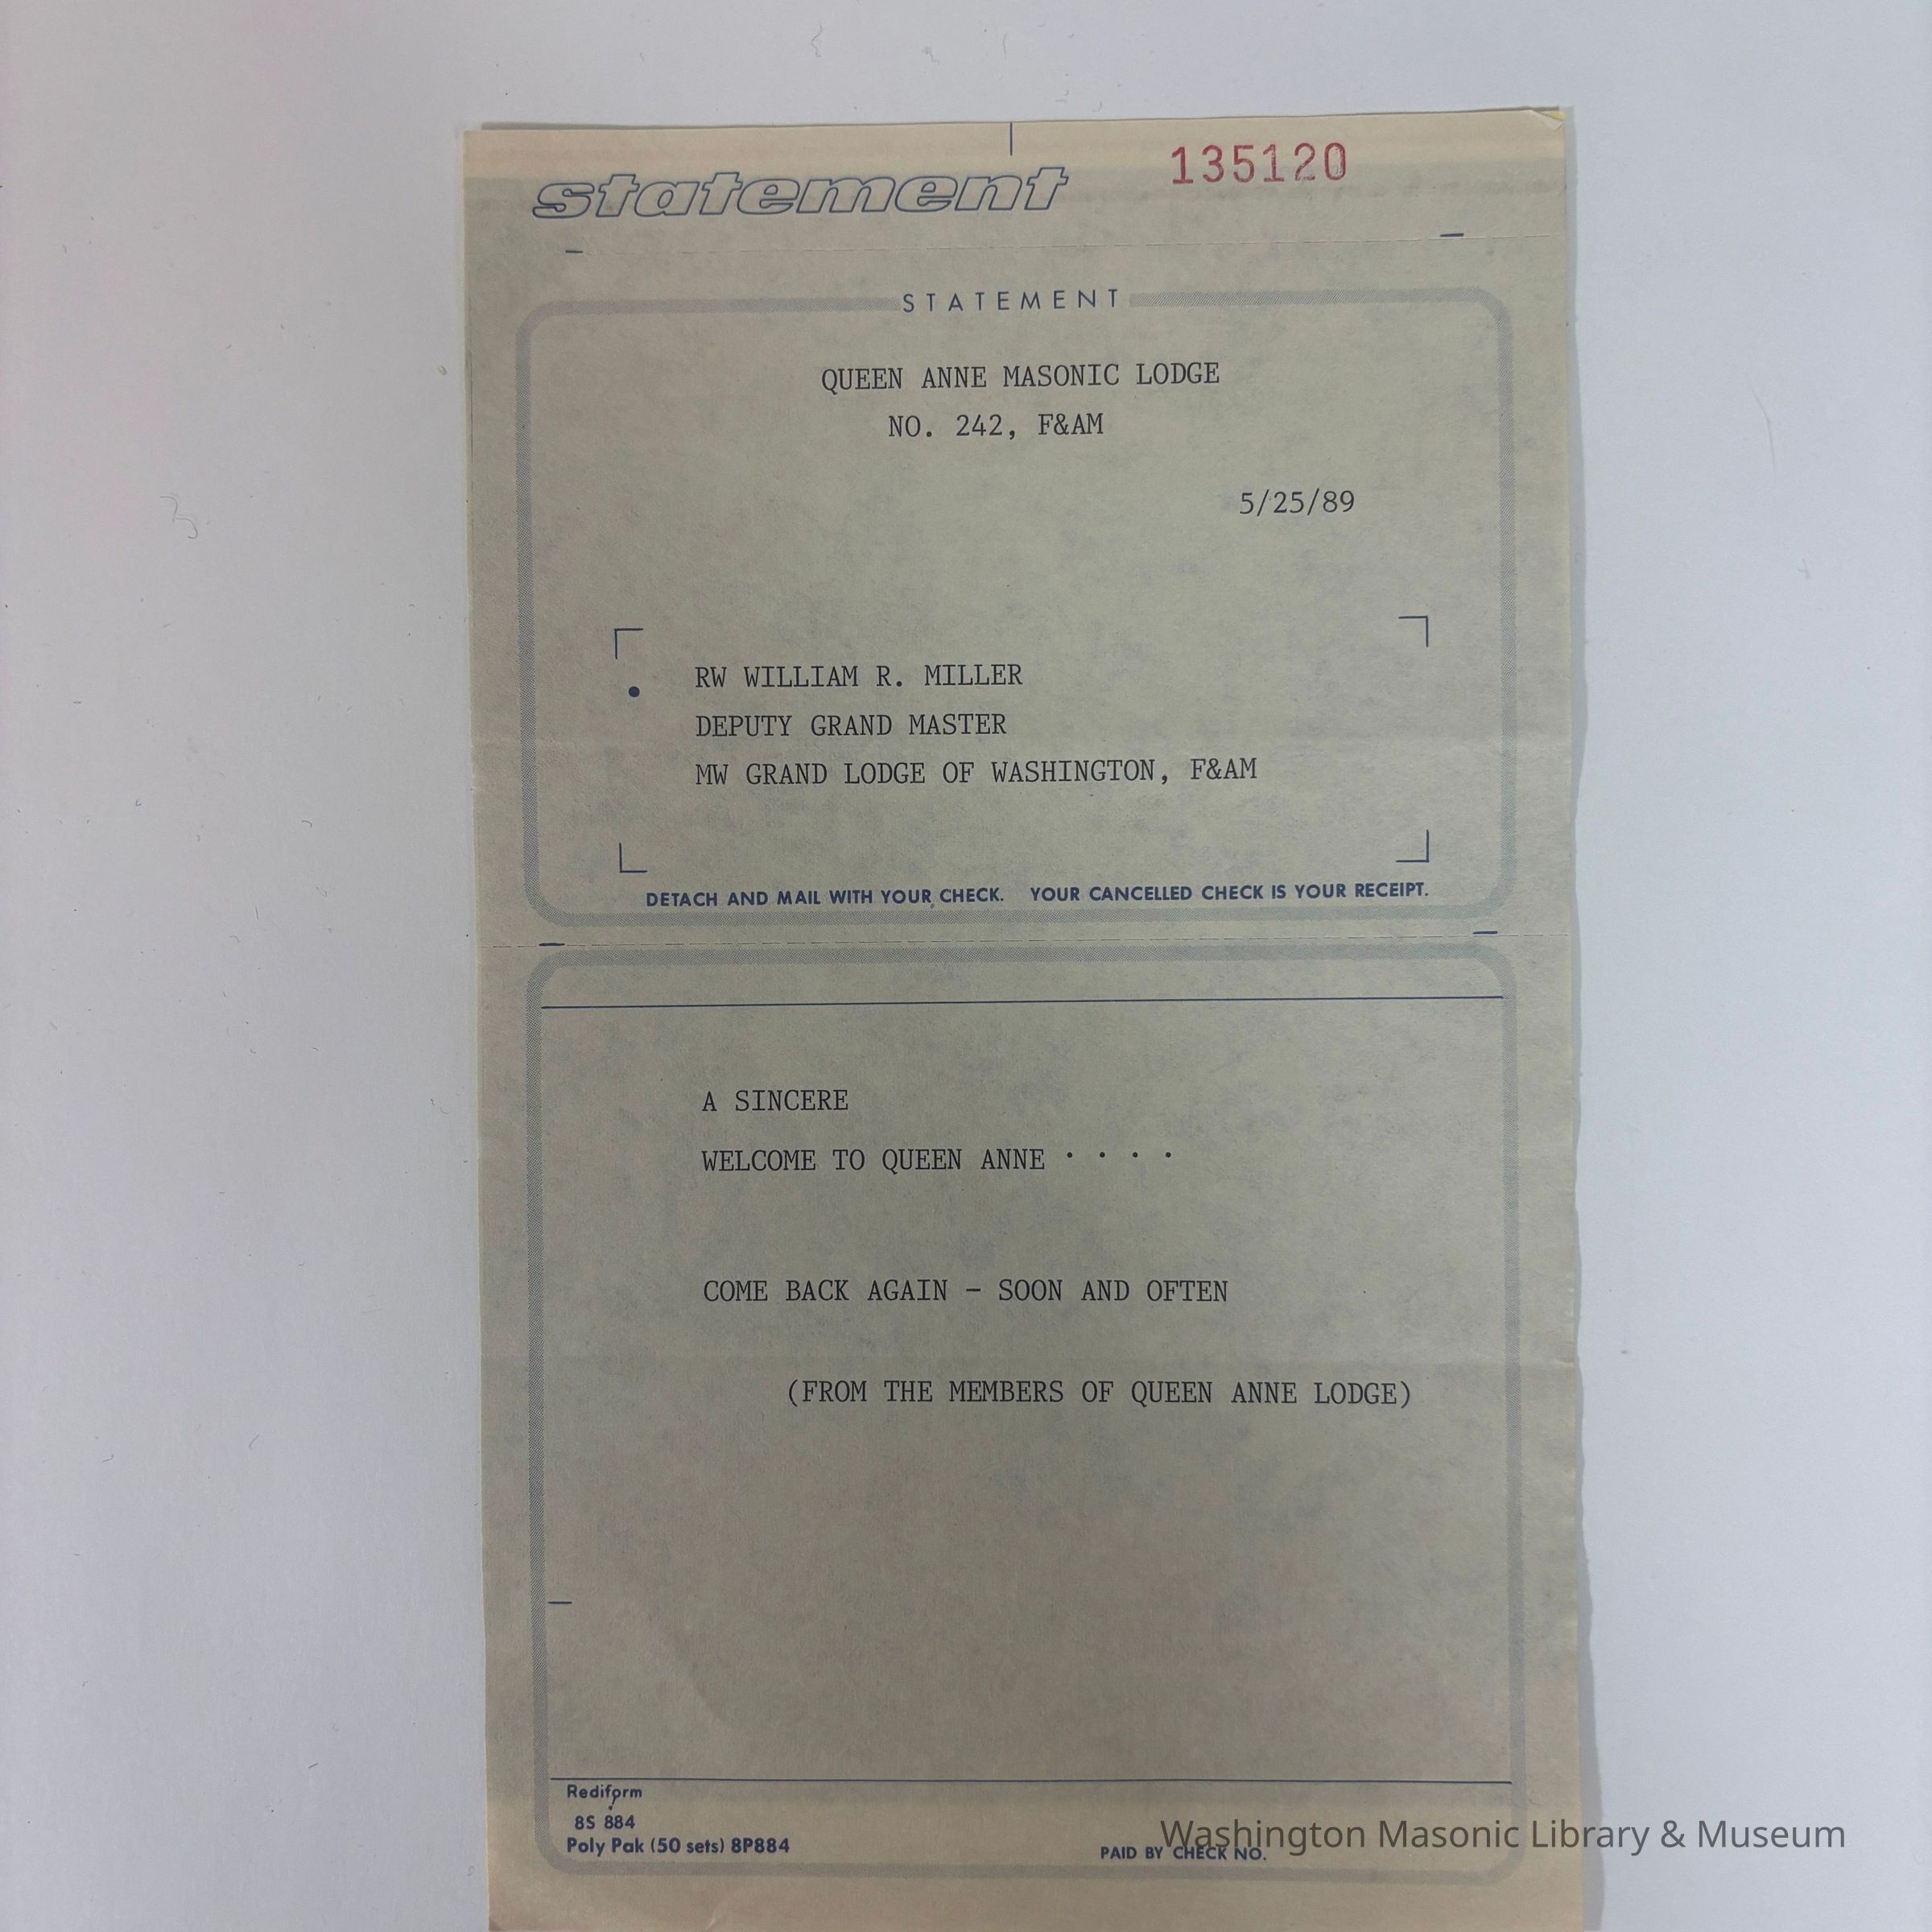 statement 135120
STATEMENT
QUEEN ANNE MASONIC LODGE
NO. 242, F&AM
5/25/89
RW WILLIAM R. MILLER
DEPUTY GRAND MASTER
MW GRAND LODGE OF WASHINGTON, F&AM
DETACH AND MAIL WITH YOUR CHECK. YOUR CANCELLED CHECK IS YOUR RECEIPT.
A SINCERE
WELCOME TO QUEEN ANNE ....
COME BACK AGAIN - SOON AND OFTEN
(FROM THE MEMBERS OF QUEEN ANNE LODGE)
Rediform
8S 884
Poly Pak (50 sets) 8P884
PAID BY CHECK NO.
Washington Masonic Library & Museum